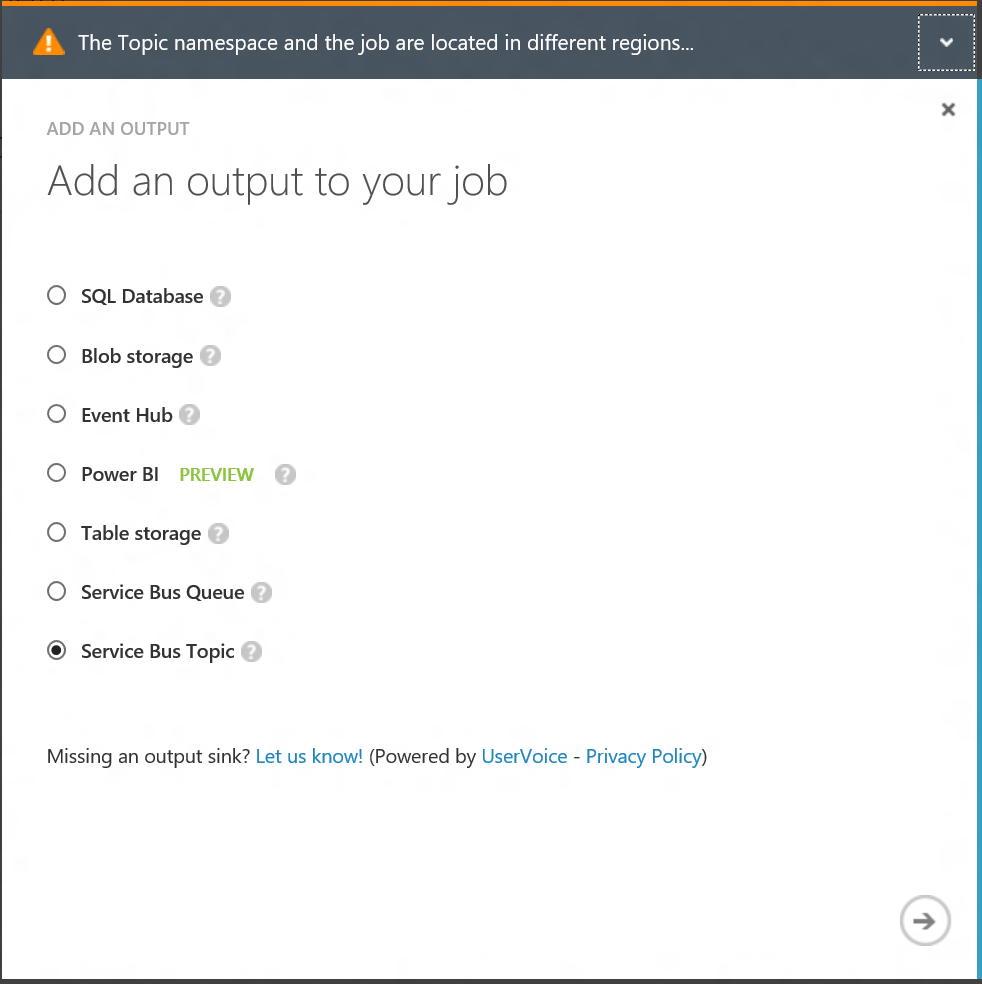 The Topic namespace and the job are located in different regions...
ADD AN OUTPUT
Add an output to your job
SQL Database ?
Blob storage ?
Event Hub ?
Power BI PREVIEW ?
Table storage ?
Service Bus Queue ?
Service Bus Topic ?
Missing an output sink? Let us know! (Powered by UserVoice - Privacy Policy)